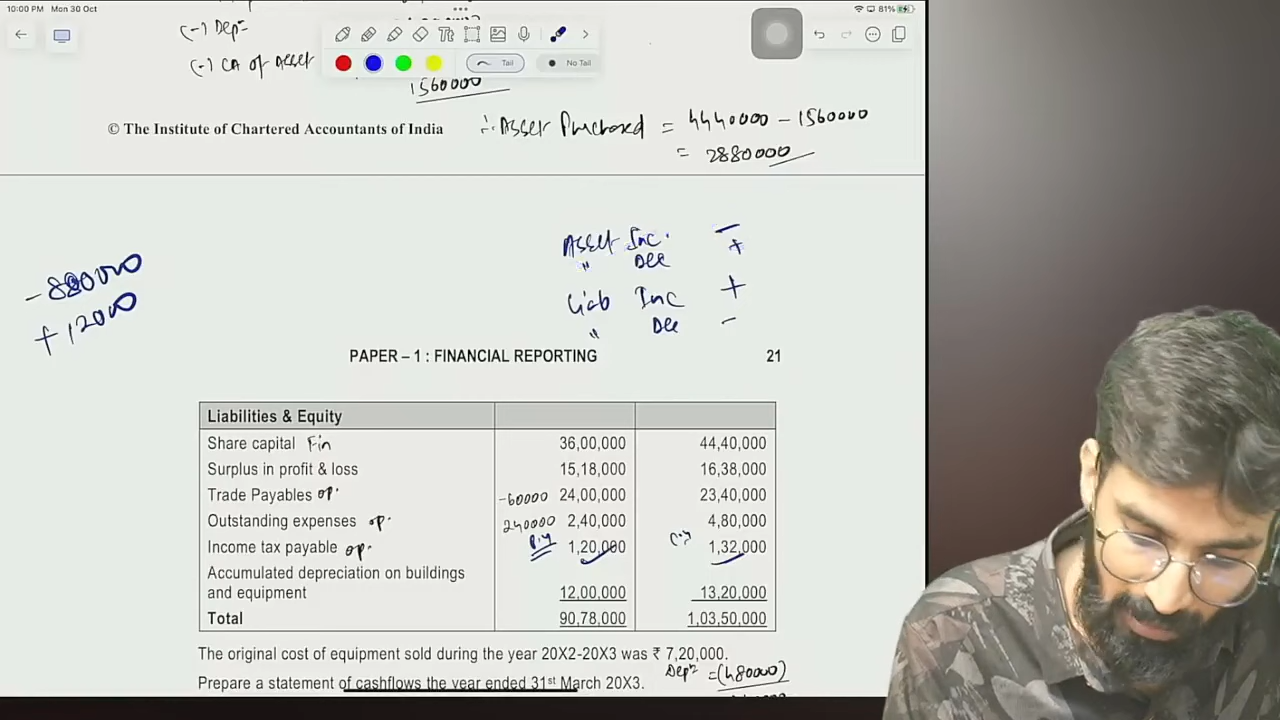 10:00 PM Mon 30 Oct
81%
(-) Depn
(-) CA of Asset
Tail
No Tail
1560000
© The Institute of Chartered Accountants of India
∴ Asset Purchased = 4440000 - 1560000
= 2880000
Asset Inc. -
" Dec +
Liab Inc +
" Dec -
- 880000
+ 12000
PAPER – 1 : FINANCIAL REPORTING 21
Liabilities & Equity
Share capital Fin 36,00,000 44,40,000
Surplus in profit & loss 15,18,000 16,38,000
Trade Payables op. -60000 24,00,000 23,40,000
Outstanding expenses op. 240000 2,40,000 4,80,000
Income tax payable op. P.Y 1,20,000 C.Y 1,32,000
Accumulated depreciation on buildings
and equipment 12,00,000 13,20,000
Total 90,78,000 1,03,50,000
The original cost of equipment sold during the year 20X2-20X3 was ₹ 7,20,000.
Depn = (480000)
Prepare a statement of cashflows the year ended 31st March 20X3.